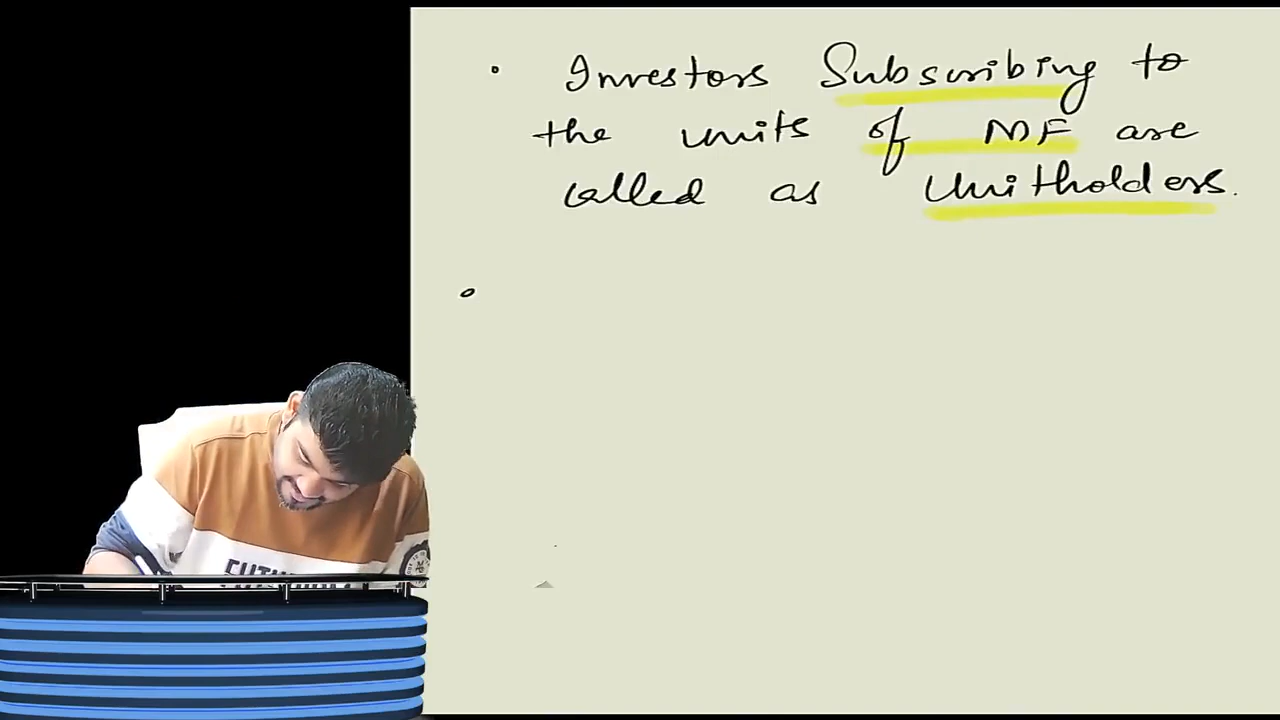 • Investors Subscribing to
the units of MF are
called as Unitholders.
•